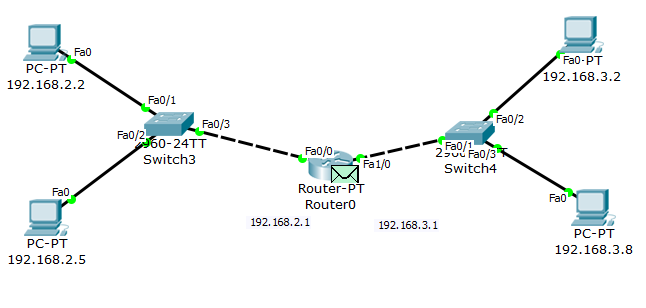 Fa0
PC-PT
192.168.2.2
Fa0/1
Fa0/3
Fa0/2
2960-24TT
Switch3
Fa0
PC-PT
192.168.2.5
Fa0/0
Fa1/0
Router-PT
Router0
192.168.2.1
192.168.3.1
Fa0
PT
192.168.3.2
Fa0/2
Fa0/1
Fa0/3
Switch4
Fa0
PC-PT
192.168.3.8